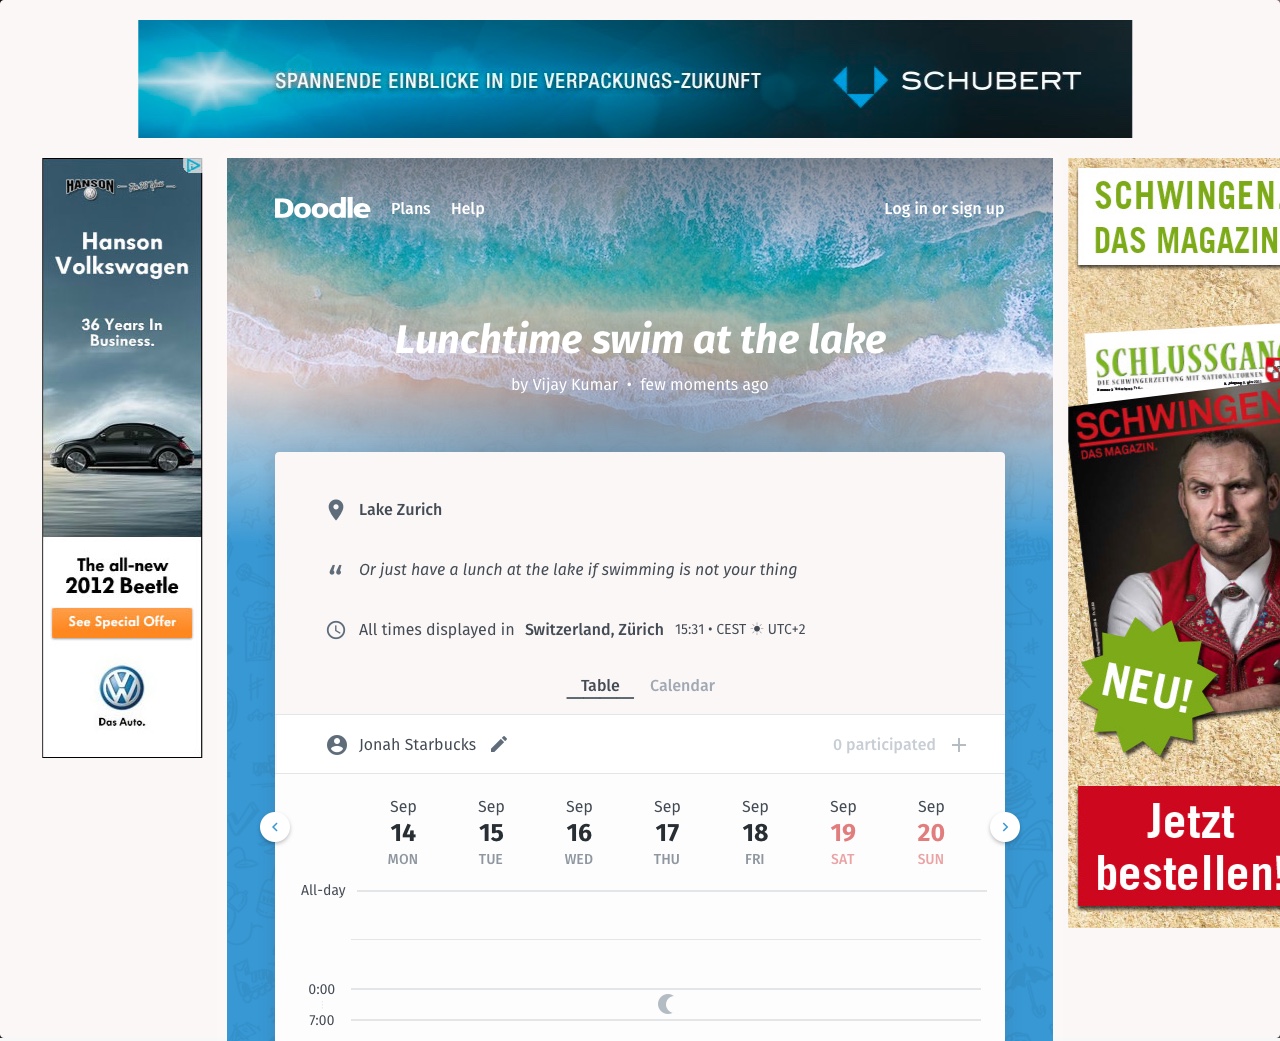 SPANNENDE EINBLICKE IN DIE VERPACKUNGS-ZUKUNFT
SCHUBERT
HANSON
Hanson
Volkswagen
36 Years In
Business.
The all-new
2012 Beetle
See Special Offer
Das Auto.
Doodle Plans Help
Log in or sign up
Lunchtime swim at the lake
by Vijay Kumar • few moments ago
Lake Zurich
“ Or just have a lunch at the lake if swimming is not your thing
All times displayed in Switzerland, Zürich 15:31 • CEST ☀ UTC+2
Table Calendar
Jonah Starbucks
0 participated +
Sep Sep Sep Sep Sep Sep Sep
14 15 16 17 18 19 20
MON TUE WED THU FRI SAT SUN
All-day
0:00
7:00
SCHWINGEN.
DAS MAGAZIN
SCHLUSSGANG
DIE SCHWINGERZEITUNG MIT NATIONALTURNEN
SCHWINGEN
DAS MAGAZIN.
NEU!
Jetzt
bestellen!